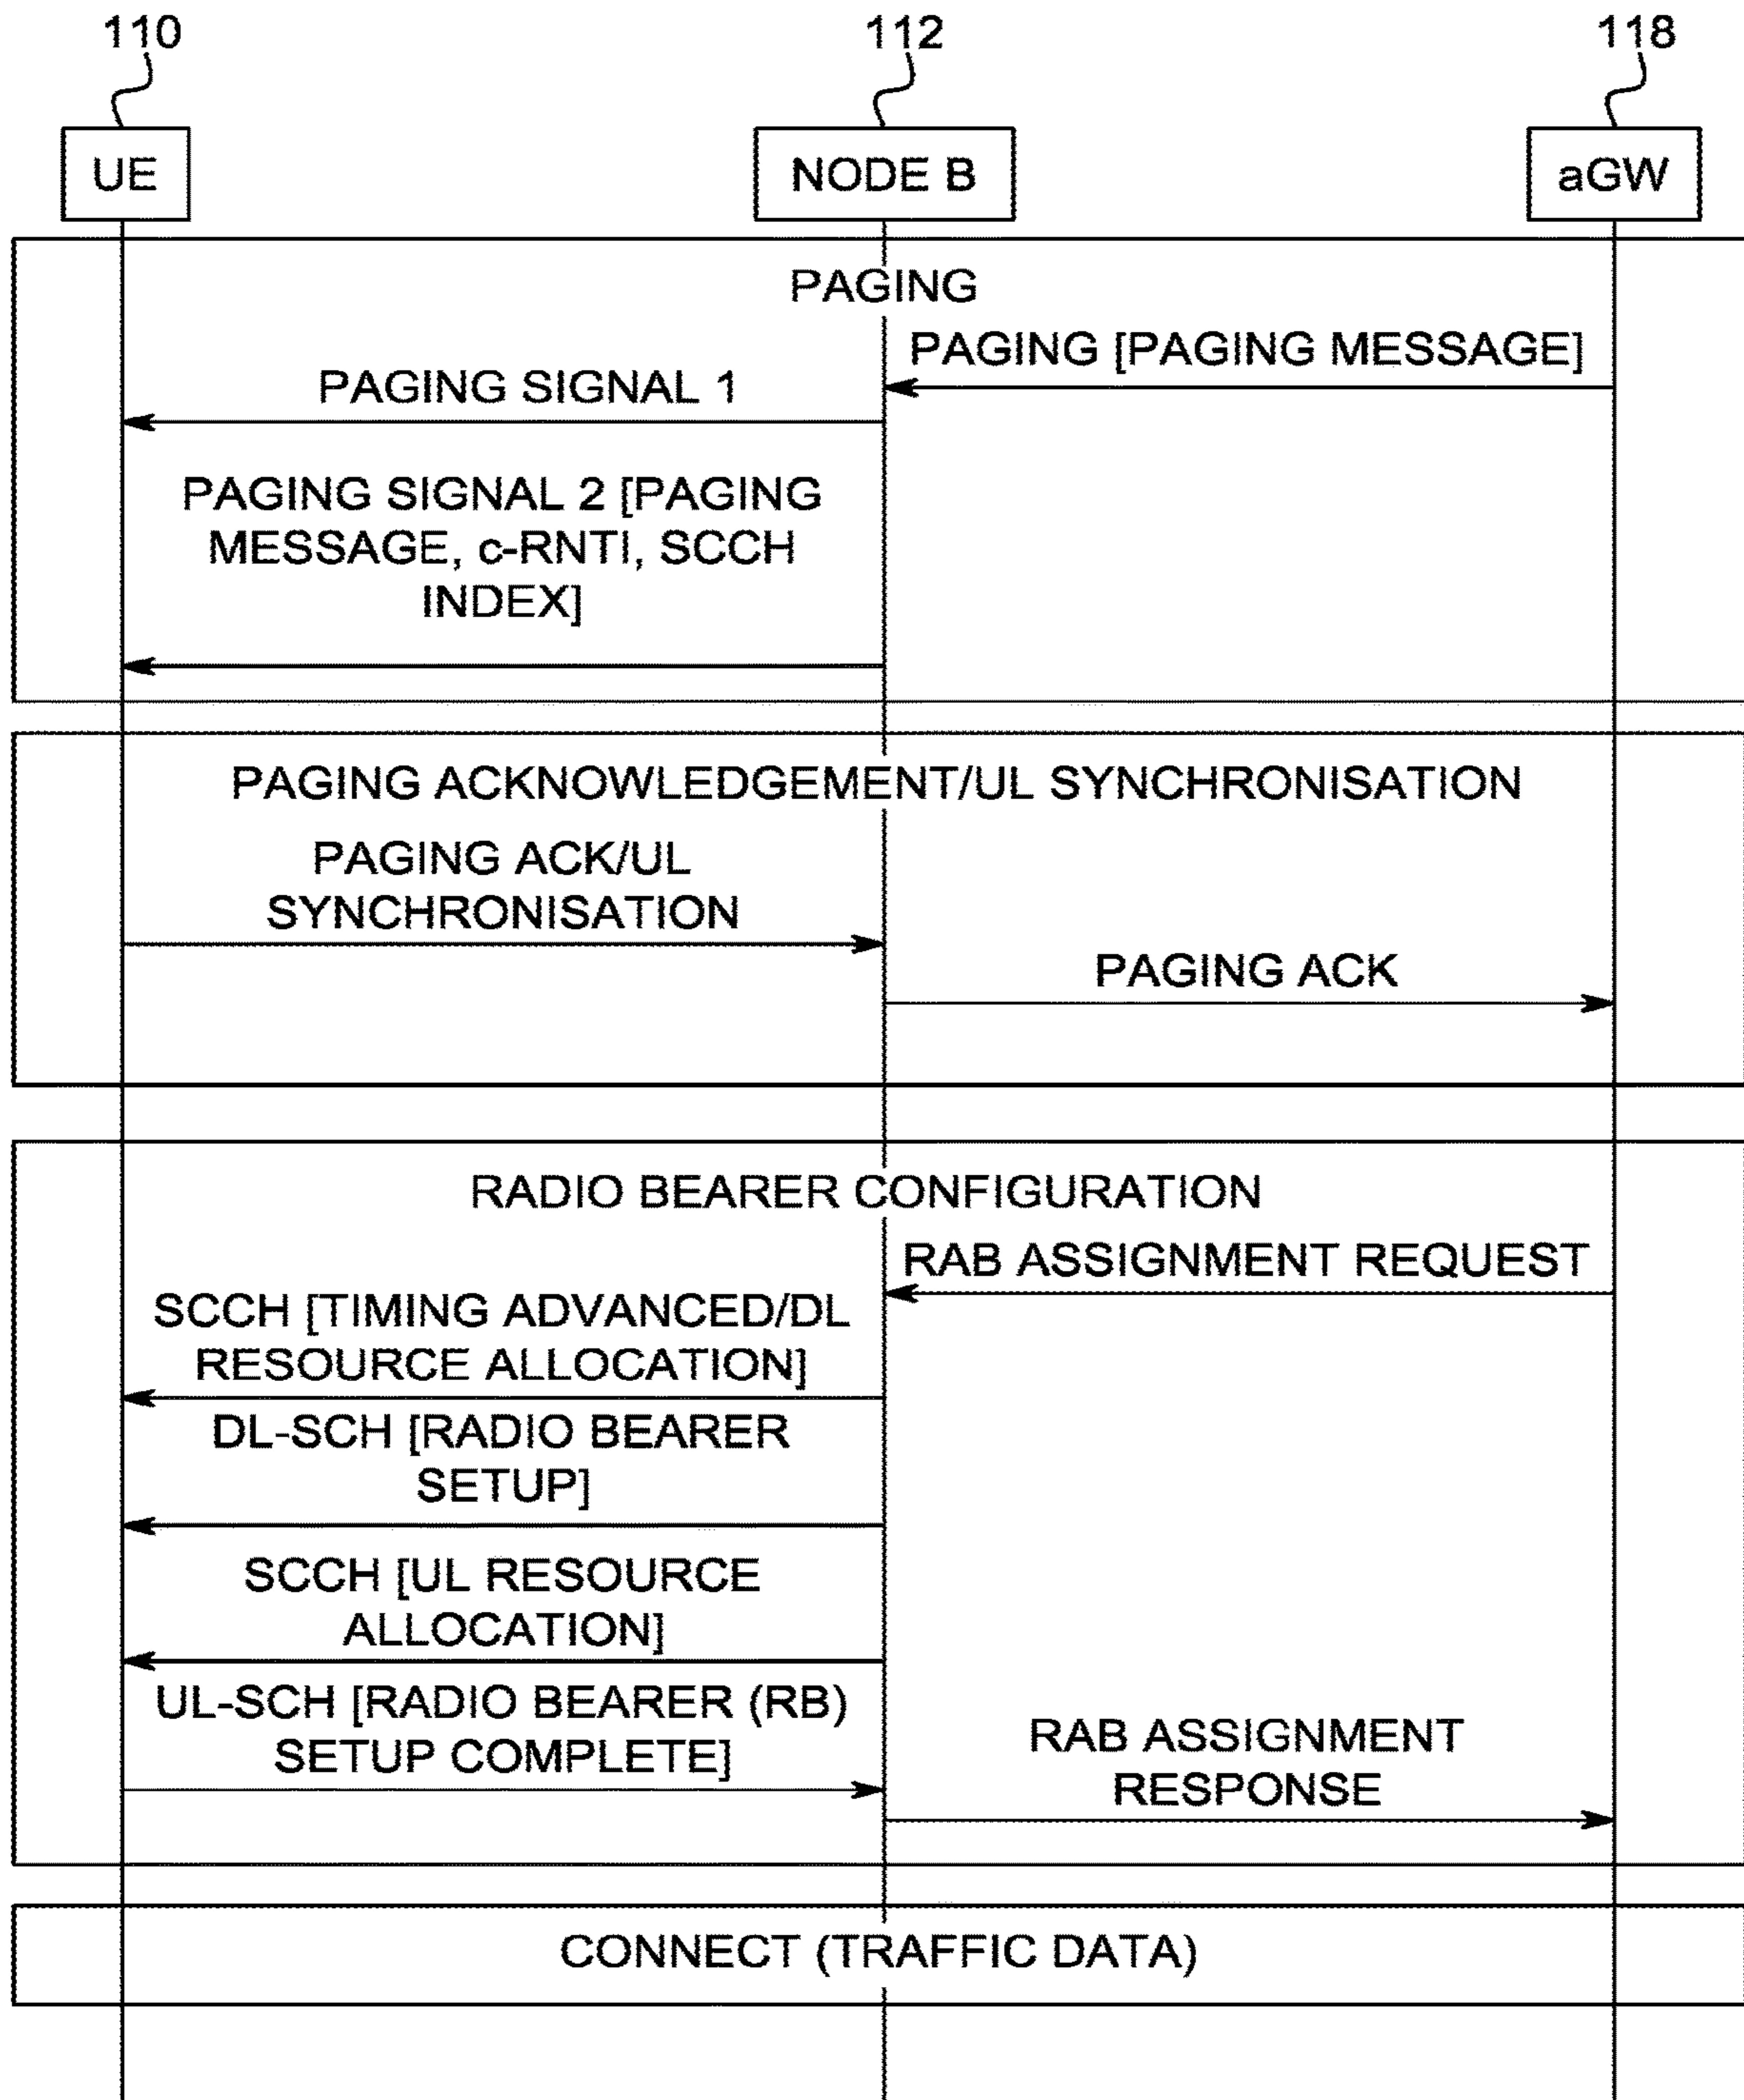 110
112
118
UE
NODE B
aGW
PAGING
PAGING [PAGING MESSAGE]
PAGING SIGNAL 1
PAGING SIGNAL 2 [PAGING
MESSAGE, c-RNTI, SCCH
INDEX]
PAGING ACKNOWLEDGEMENT/UL SYNCHRONISATION
PAGING ACK/UL
SYNCHRONISATION
PAGING ACK
RADIO BEARER CONFIGURATION
RAB ASSIGNMENT REQUEST
SCCH [TIMING ADVANCED/DL
RESOURCE ALLOCATION]
DL-SCH [RADIO BEARER
SETUP]
SCCH [UL RESOURCE
ALLOCATION]
UL-SCH [RADIO BEARER (RB)
SETUP COMPLETE]
RAB ASSIGNMENT
RESPONSE
CONNECT (TRAFFIC DATA)